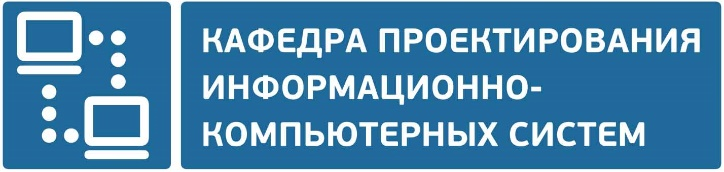 КАФЕДРА ПРОЕКТИРОВАНИЯ
ИНФОРМАЦИОННО-
КОМПЬЮТЕРНЫХ СИСТЕМ